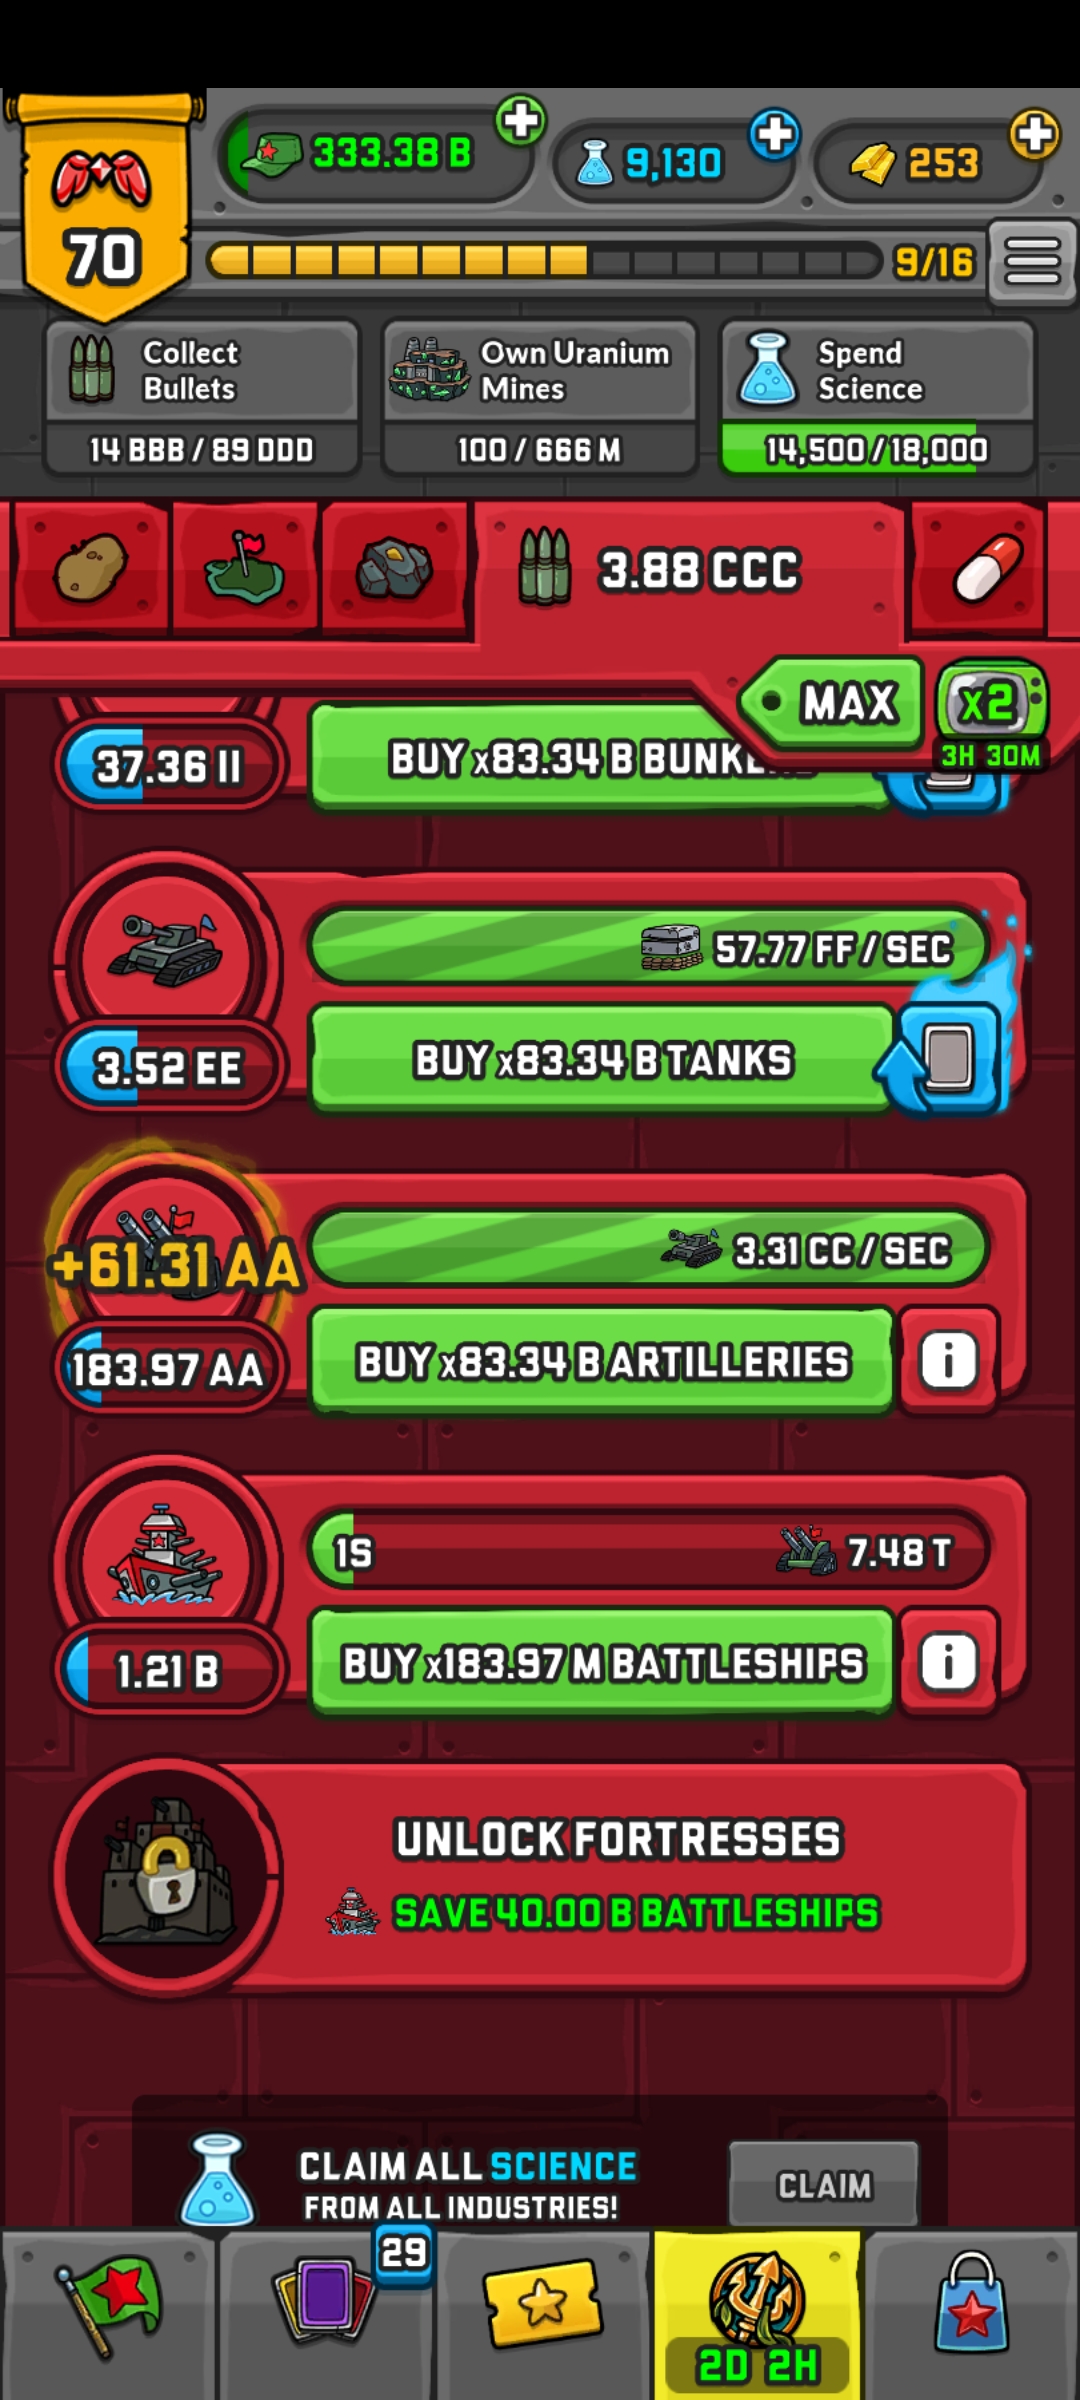 333.38 B
9,130
253
70
9/16
Collect
Bullets
14 BBB / 89 DDD
Own Uranium
Mines
100 / 666 M
Spend
Science
14,500 / 18,000
3.88 CCC
MAX
x2
3H 30M
37.36 II
BUY x83.34 B
57.77 FF / SEC
3.52 EE
BUY x83.34 B TANKS
+61.31 AA
3.31 CC / SEC
183.97 AA
BUY x83.34 B ARTILLERIES
i
1S
7.48 T
1.21 B
BUY x183.97 M BATTLESHIPS
i
UNLOCK FORTRESSES
SAVE 40.00 B BATTLESHIPS
CLAIM ALL SCIENCE
FROM ALL INDUSTRIES!
CLAIM
29
2D 2H